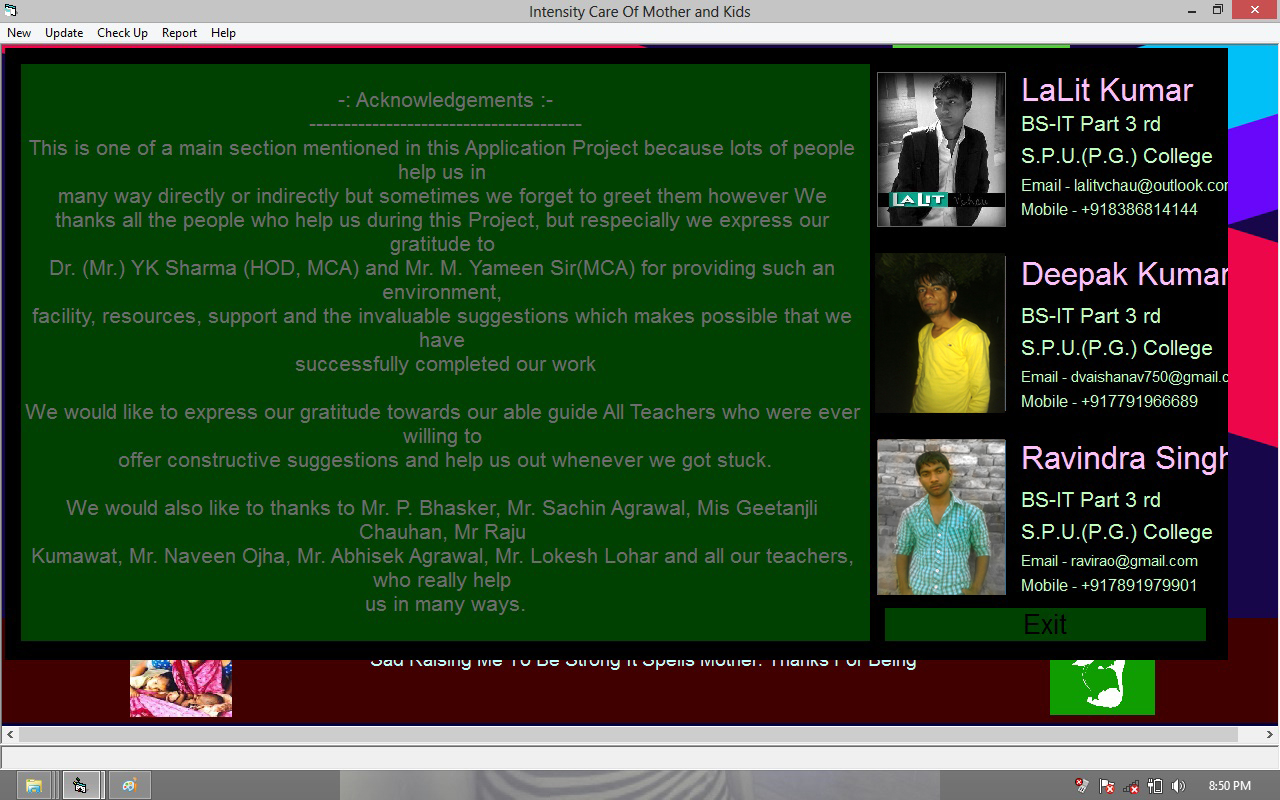 Intensity Care Of Mother and Kids
New Update Check Up Report Help
-: Acknowledgements :-
---------------------------------------
This is one of a main section mentioned in this Application Project because lots of people
help us in
many way directly or indirectly but sometimes we forget to greet them however We
thanks all the people who help us during this Project, but respecially we express our
gratitude to
Dr. (Mr.) YK Sharma (HOD, MCA) and Mr. M. Yameen Sir(MCA) for providing such an
environment,
facility, resources, support and the invaluable suggestions which makes possible that we
have
successfully completed our work
We would like to express our gratitude towards our able guide All Teachers who were ever
willing to
offer constructive suggestions and help us out whenever we got stuck.
We would also like to thanks to Mr. P. Bhasker, Mr. Sachin Agrawal, Mis Geetanjli
Chauhan, Mr Raju
Kumawat, Mr. Naveen Ojha, Mr. Abhisek Agrawal, Mr. Lokesh Lohar and all our teachers,
who really help
us in many ways.
LALIT Vchau
LaLit Kumar
BS-IT Part 3 rd
S.P.U.(P.G.) College
Email - lalitvchau@outlook.cor
Mobile - +918386814144
Deepak Kumar
BS-IT Part 3 rd
S.P.U.(P.G.) College
Email - dvaishanav750@gmail.c
Mobile - +917791966689
Ravindra Singh
BS-IT Part 3 rd
S.P.U.(P.G.) College
Email - ravirao@gmail.com
Mobile - +917891979901
Exit
Sad Raising Me To Be Strong It Spells Mother. Thanks For Being
8:50 PM